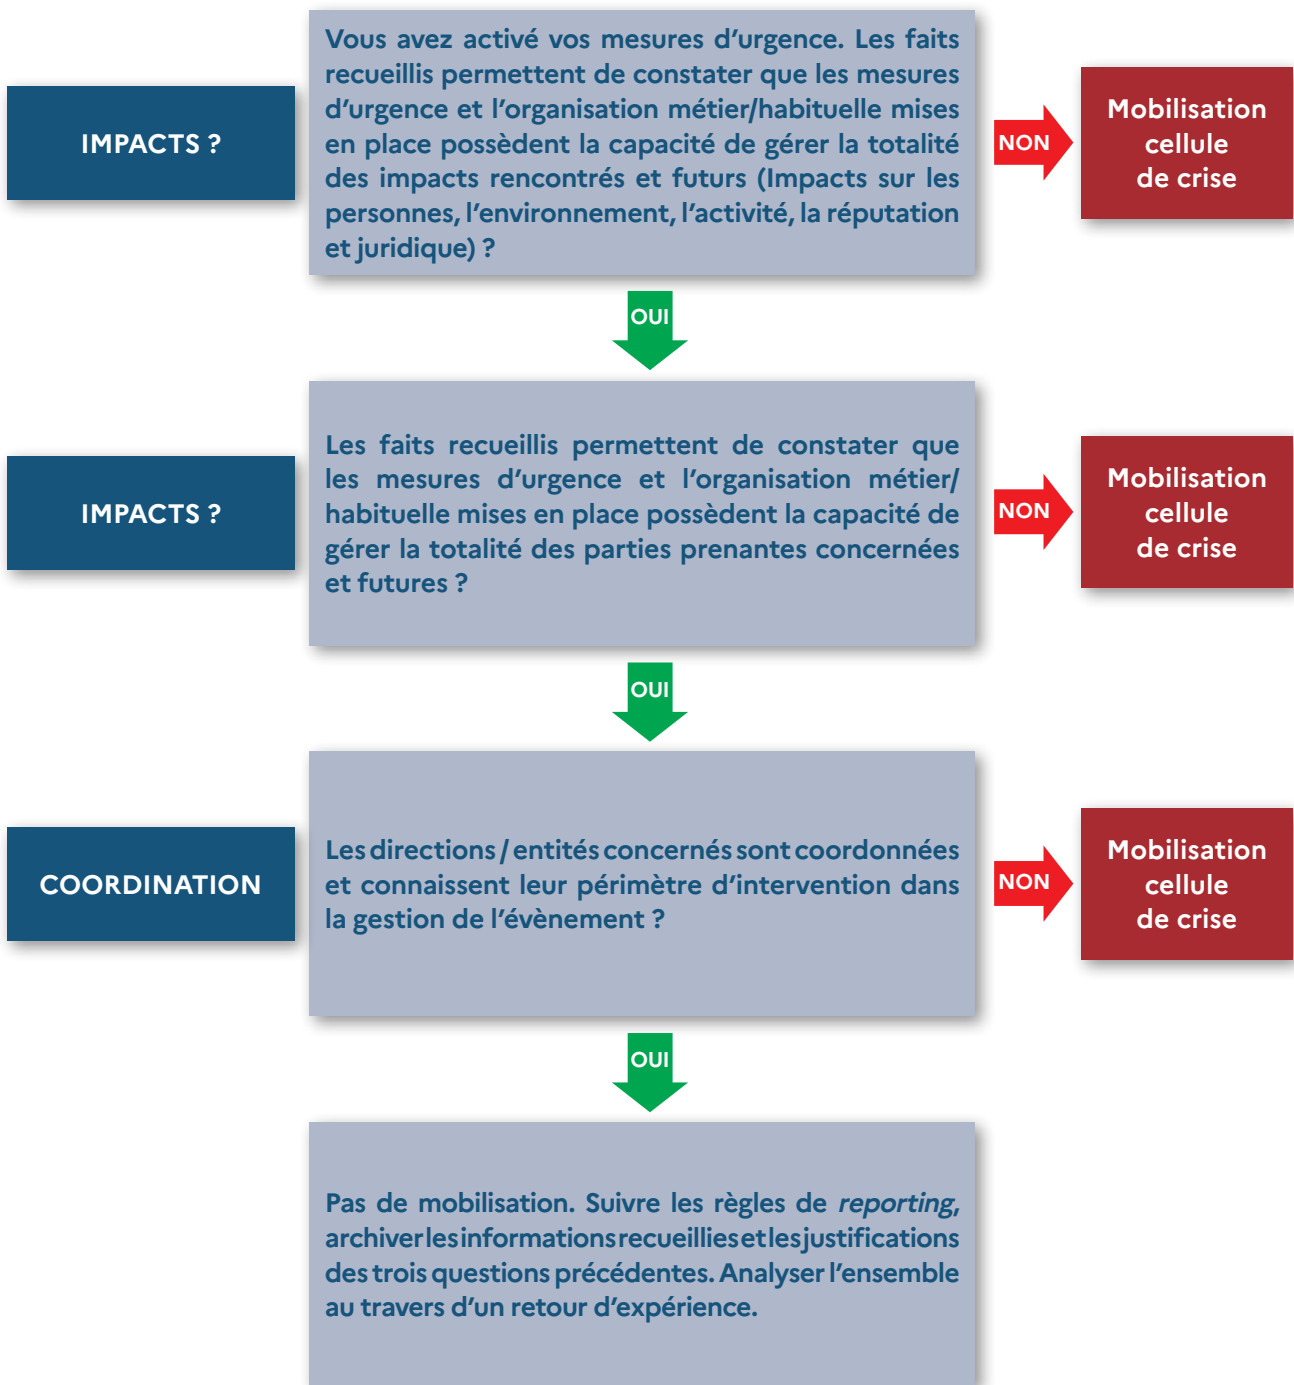 IMPACTS ?
Vous avez activé vos mesures d’urgence. Les faits
recueillis permettent de constater que les mesures
d’urgence et l’organisation métier/habituelle mises
en place possèdent la capacité de gérer la totalité
des impacts rencontrés et futurs (Impacts sur les
personnes, l’environnement, l’activité, la réputation
et juridique) ?
NON
Mobilisation
cellule
de crise
OUI
IMPACTS ?
Les faits recueillis permettent de constater que
les mesures d’urgence et l’organisation métier/
habituelle mises en place possèdent la capacité de
gérer la totalité des parties prenantes concernées
et futures ?
NON
Mobilisation
cellule
de crise
OUI
COORDINATION
Les directions / entités concernés sont coordonnées
et connaissent leur périmètre d’intervention dans
la gestion de l’évènement ?
NON
Mobilisation
cellule
de crise
OUI
Pas de mobilisation. Suivre les règles de reporting,
archiver les informations recueillies et les justifications
des trois questions précédentes. Analyser l’ensemble
au travers d’un retour d’expérience.